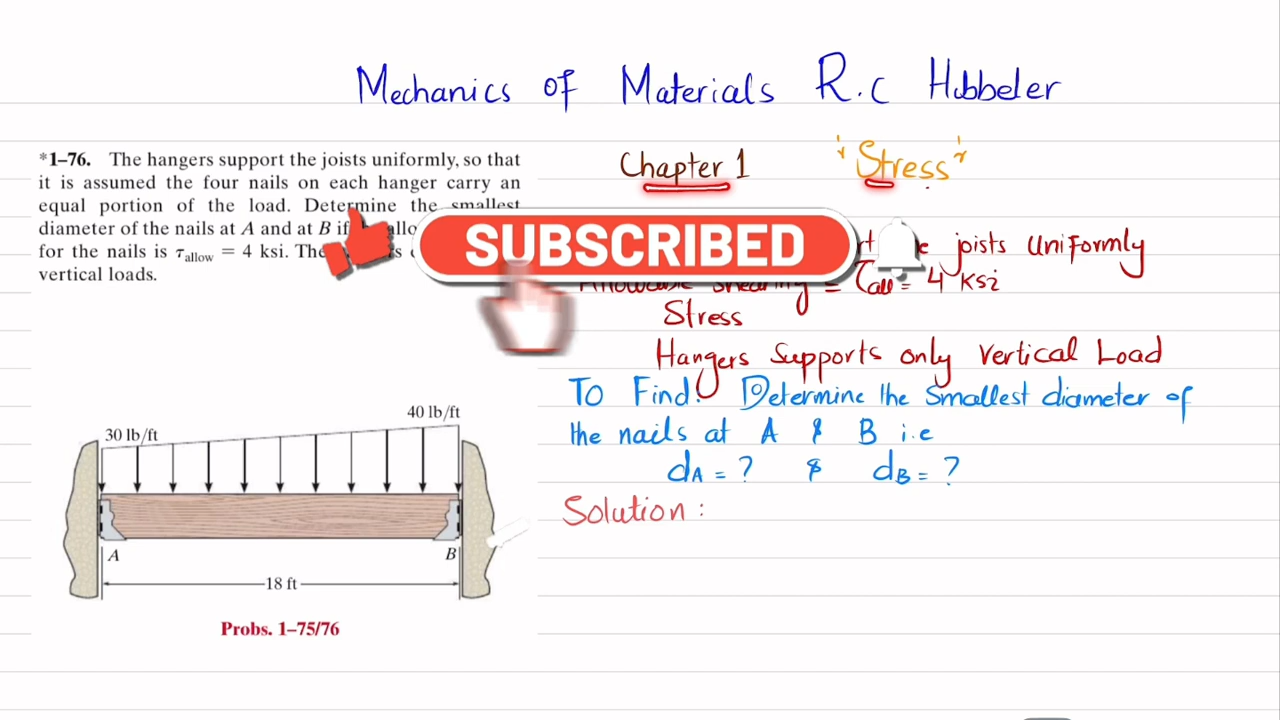 Mechanics of Materials R.C Hubbeler
*1–76. The hangers support the joists uniformly, so that
it is assumed the four nails on each hanger carry an
equal portion of the load. Determine the smallest
diameter of the nails at A and at B if
for the nails is τallow = 4 ksi. The
vertical loads.
Chapter 1 "Stress"
SUBSCRIBED
joists Uniformly
Allowable Shearing = τall = 4 ksi
Stress
Hangers Supports only Vertical Load
To Find: Determine the Smallest diameter of
the nails at A & B i.e
dA = ? & dB = ?
Solution :
40 lb/ft
30 lb/ft
A
B
18 ft
Probs. 1–75/76